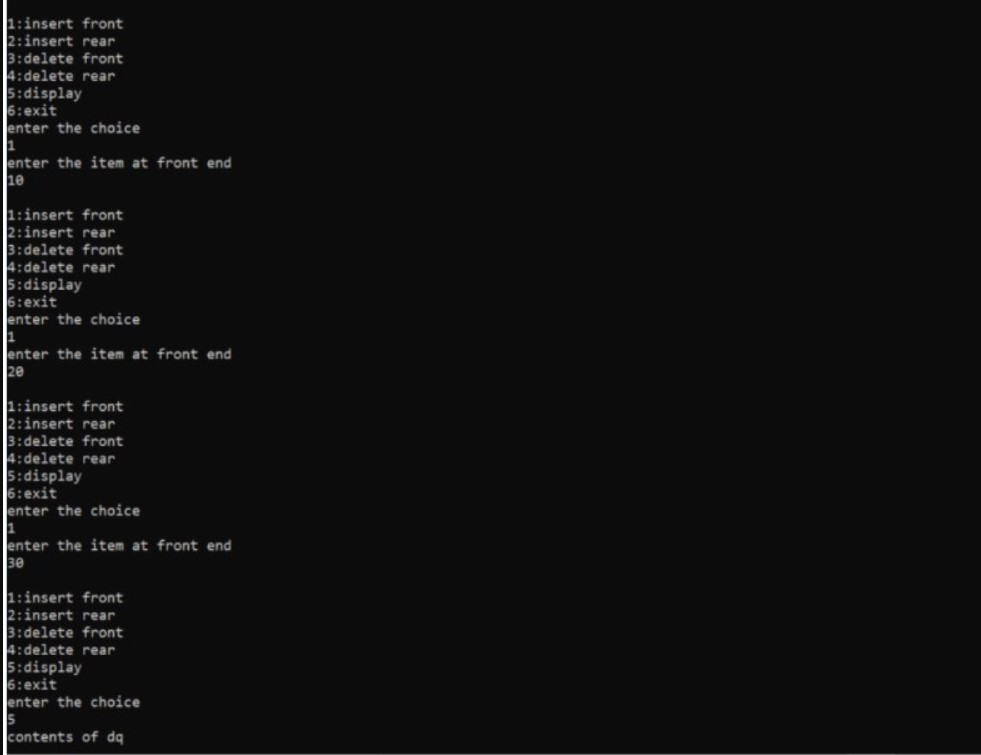 1:insert front
2:insert rear
3:delete front
4:delete rear
5:display
6:exit
enter the choice
1
enter the item at front end
10
1:insert front
2:insert rear
3:delete front
4:delete rear
5:display
6:exit
enter the choice
1
enter the item at front end
20
1:insert front
2:insert rear
3:delete front
4:delete rear
5:display
6:exit
enter the choice
1
enter the item at front end
30
1:insert front
2:insert rear
3:delete front
4:delete rear
5:display
6:exit
enter the choice
5
contents of dq